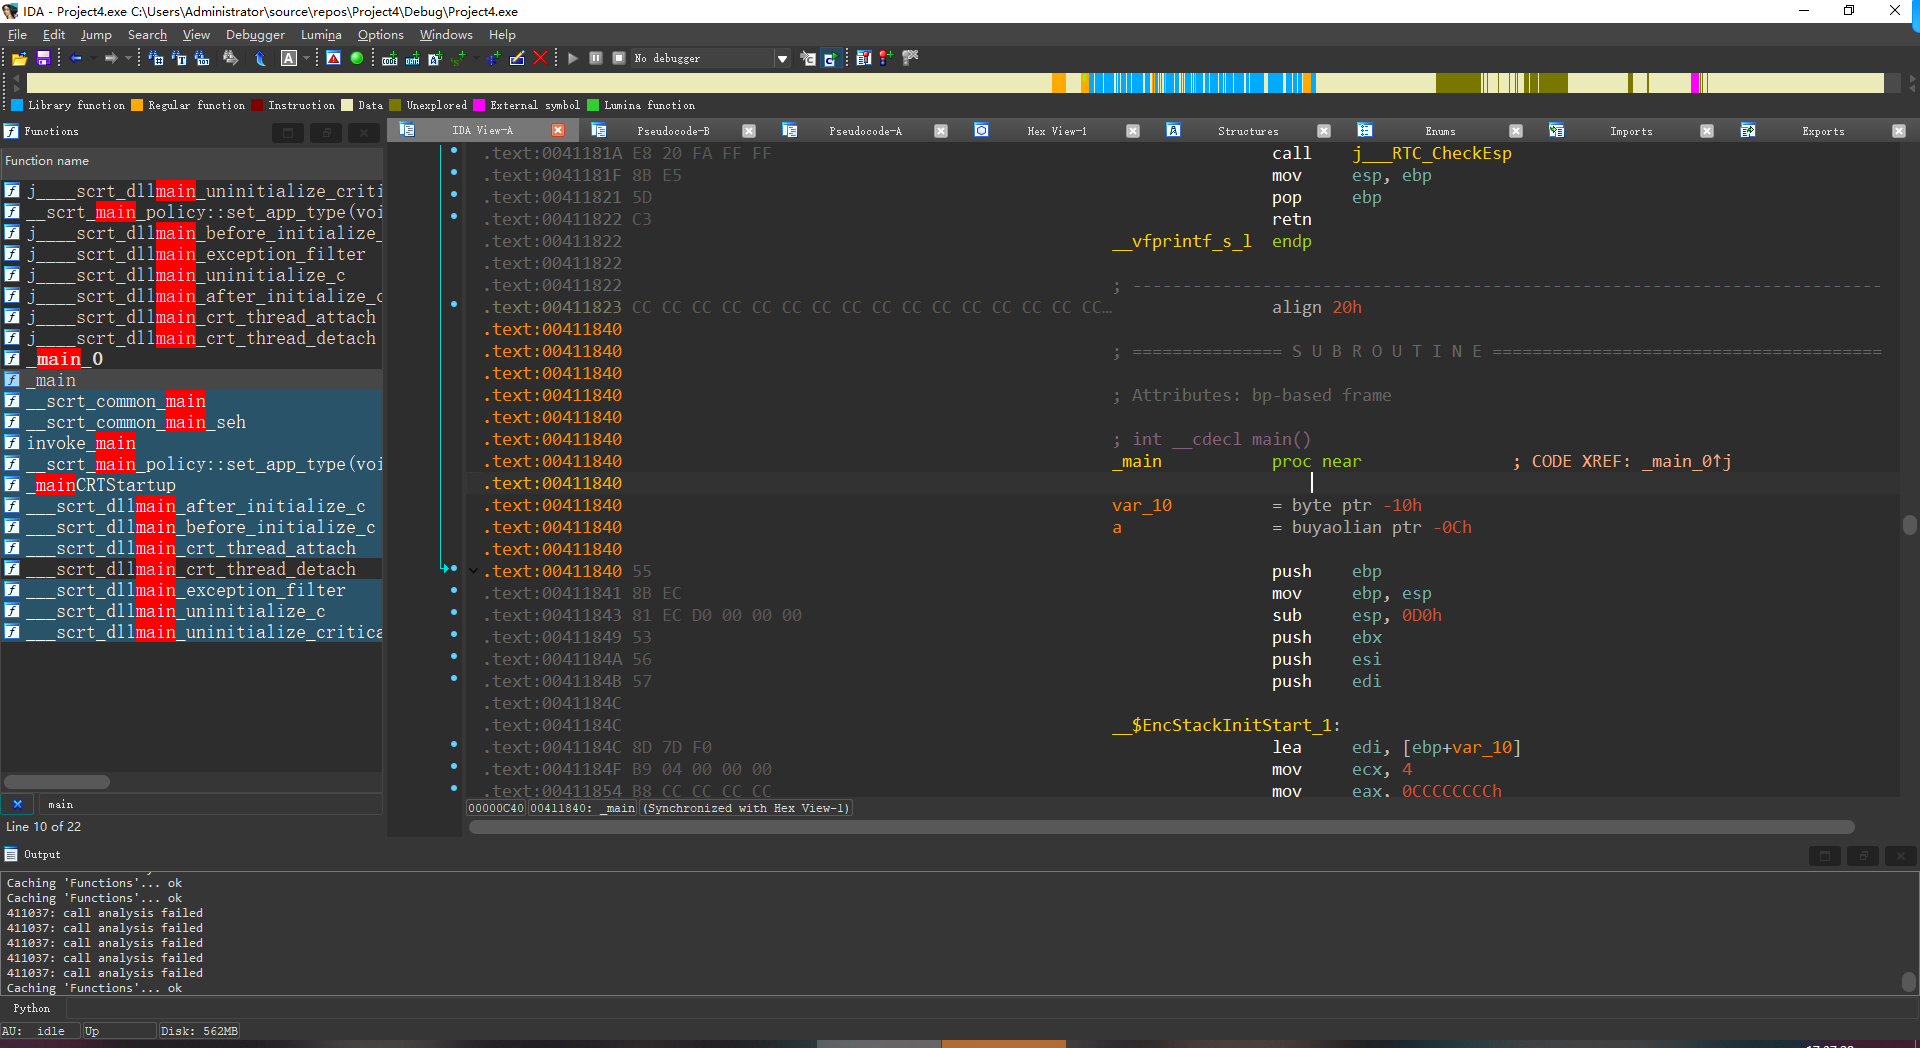 IDA - Project4.exe C:\Users\Administrator\source\repos\Project4\Debug\Project4.exe
File Edit Jump Search View Debugger Lumina Options Windows Help
No debugger
Library function Regular function Instruction Data Unexplored External symbol Lumina function
Functions
Function name
j____scrt_dllmain_uninitialize_criti
__scrt_main_policy::set_app_type(voi
j____scrt_dllmain_before_initialize_
j____scrt_dllmain_exception_filter
j____scrt_dllmain_uninitialize_c
j____scrt_dllmain_after_initialize_c
j____scrt_dllmain_crt_thread_attach
j____scrt_dllmain_crt_thread_detach
_main_0
_main
__scrt_common_main
__scrt_common_main_seh
invoke_main
__scrt_main_policy::set_app_type(voi
_mainCRTStartup
___scrt_dllmain_after_initialize_c
___scrt_dllmain_before_initialize_c
___scrt_dllmain_crt_thread_attach
___scrt_dllmain_crt_thread_detach
___scrt_dllmain_exception_filter
___scrt_dllmain_uninitialize_c
___scrt_dllmain_uninitialize_critica
main
Line 10 of 22
IDA View-A Pseudocode-B Pseudocode-A Hex View-1 Structures Enums Imports Exports
.text:0041181A E8 20 FA FF FF call j___RTC_CheckEsp
.text:0041181F 8B E5 mov esp, ebp
.text:00411821 5D pop ebp
.text:00411822 C3 retn
.text:00411822 __vfprintf_s_l endp
.text:00411822
.text:00411822 ; ---------------------------------------------------------------------------
.text:00411823 CC CC CC CC CC CC CC CC CC CC CC CC CC CC CC CC… align 20h
.text:00411840
.text:00411840 ; =============== S U B R O U T I N E =======================================
.text:00411840
.text:00411840 ; Attributes: bp-based frame
.text:00411840
.text:00411840 ; int __cdecl main()
.text:00411840 _main proc near ; CODE XREF: _main_0↑j
.text:00411840
.text:00411840 var_10 = byte ptr -10h
.text:00411840 a = buyaolian ptr -0Ch
.text:00411840
.text:00411840 55 push ebp
.text:00411841 8B EC mov ebp, esp
.text:00411843 81 EC D0 00 00 00 sub esp, 0D0h
.text:00411849 53 push ebx
.text:0041184A 56 push esi
.text:0041184B 57 push edi
.text:0041184C
.text:0041184C __$EncStackInitStart_1:
.text:0041184C 8D 7D F0 lea edi, [ebp+var_10]
.text:0041184F B9 04 00 00 00 mov ecx, 4
.text:00411854 B8 CC CC CC CC mov eax, 0CCCCCCCCh
00000C40 00411840: _main (Synchronized with Hex View-1)
Output
Caching 'Functions'... ok
Caching 'Functions'... ok
411037: call analysis failed
411037: call analysis failed
411037: call analysis failed
411037: call analysis failed
411037: call analysis failed
Caching 'Functions'... ok
Python
AU: idle Up Disk: 562MB